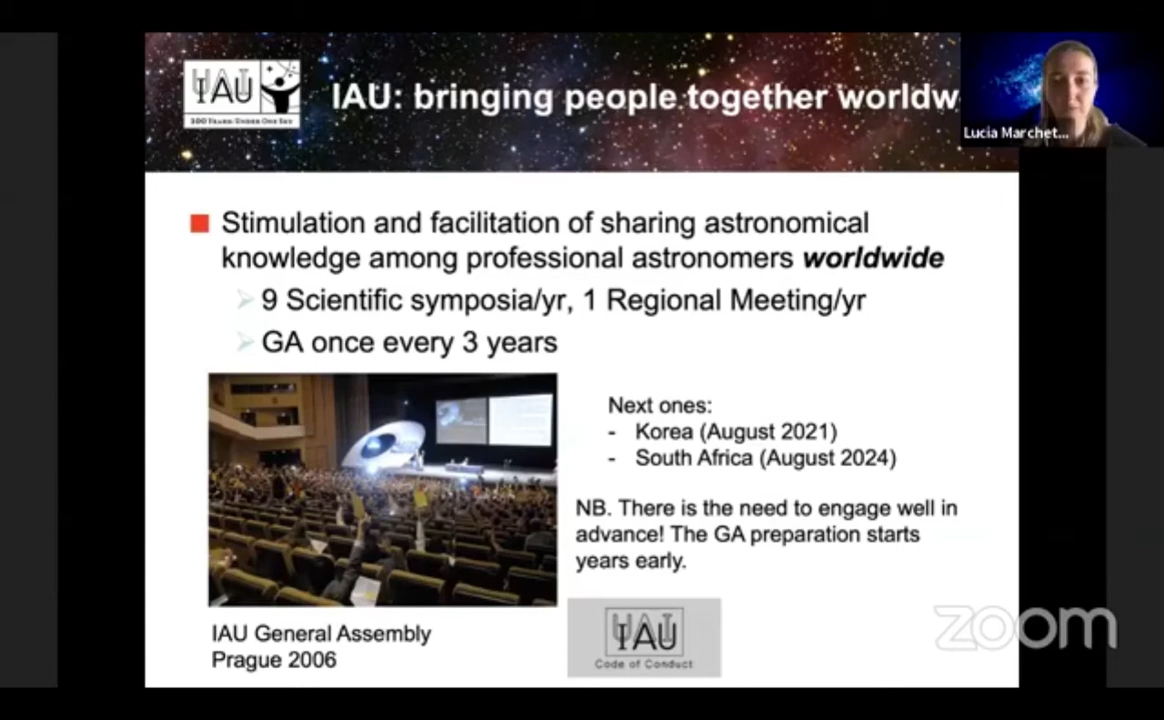 IAU
100 Years: Under One Sky
IAU: bringing people together worldw
Lucia Marchet...
Stimulation and facilitation of sharing astronomical
knowledge among professional astronomers worldwide
9 Scientific symposia/yr, 1 Regional Meeting/yr
GA once every 3 years
Next ones:
- Korea (August 2021)
- South Africa (August 2024)
NB. There is the need to engage well in
advance! The GA preparation starts
years early.
IAU General Assembly
Prague 2006
UAI
IAU
Code of Conduct
zoom